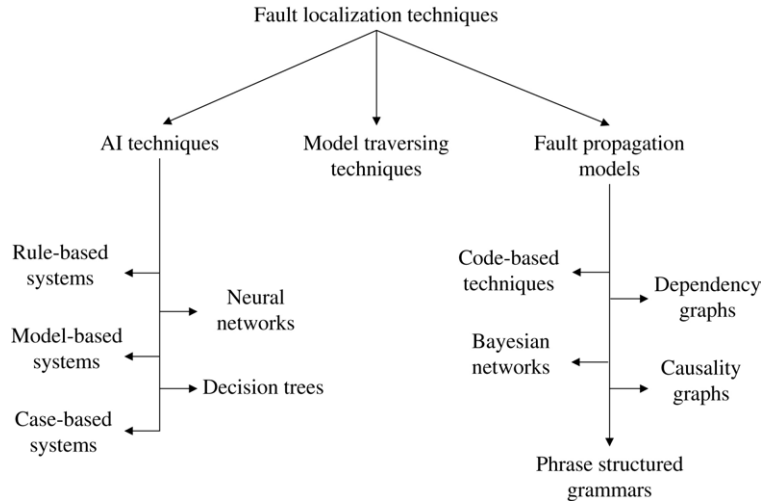 Fault localization techniques
AI techniques
Model traversing
techniques
Fault propagation
models
Rule-based
systems
Neural
networks
Model-based
systems
Decision trees
Case-based
systems
Code-based
techniques
Dependency
graphs
Bayesian
networks
Causality
graphs
Phrase structured
grammars